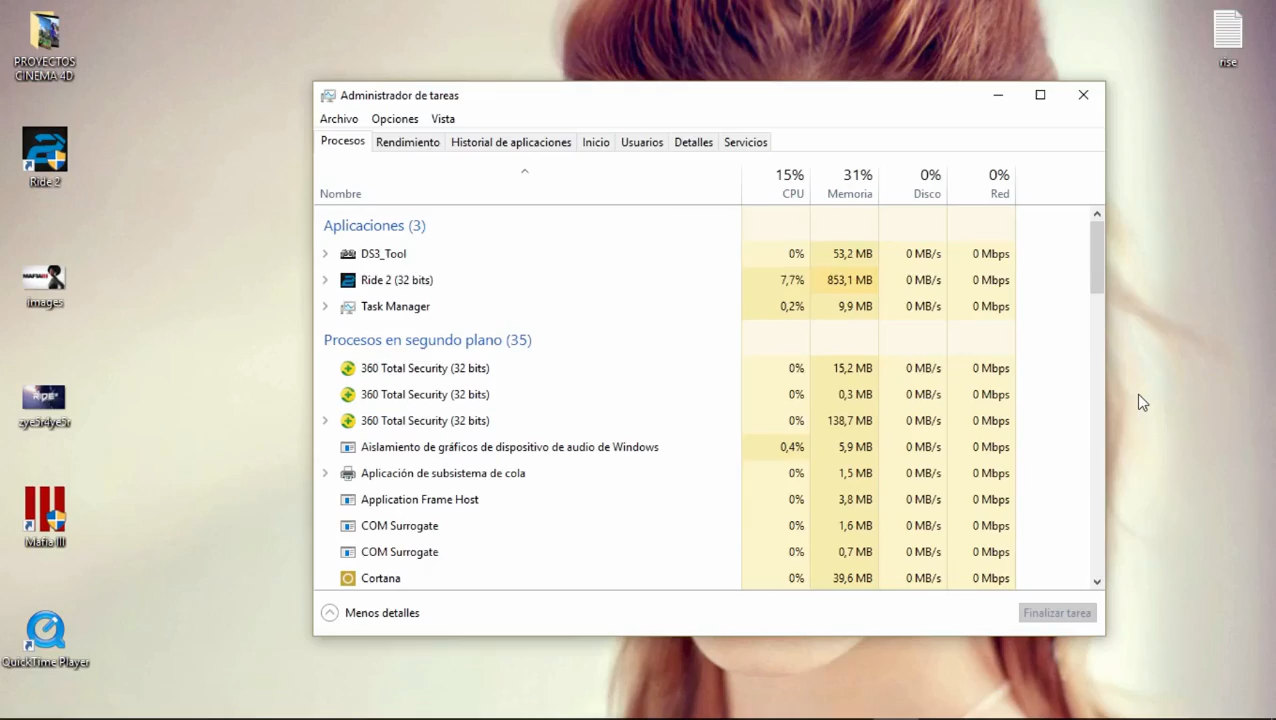 PROYECTOS
CINEMA 4D
rise
Ride 2
images
zye5r4ye5r
Mafia III
QuickTime Player
Administrador de tareas
Archivo Opciones Vista
Procesos Rendimiento Historial de aplicaciones Inicio Usuarios Detalles Servicios
15% 31% 0% 0%
Nombre CPU Memoria Disco Red
Aplicaciones (3)
DS3_Tool 0% 53,2 MB 0 MB/s 0 Mbps
Ride 2 (32 bits) 7,7% 853,1 MB 0 MB/s 0 Mbps
Task Manager 0,2% 9,9 MB 0 MB/s 0 Mbps
Procesos en segundo plano (35)
360 Total Security (32 bits) 0% 15,2 MB 0 MB/s 0 Mbps
360 Total Security (32 bits) 0% 0,3 MB 0 MB/s 0 Mbps
360 Total Security (32 bits) 0% 138,7 MB 0 MB/s 0 Mbps
Aislamiento de gráficos de dispositivo de audio de Windows 0,4% 5,9 MB 0 MB/s 0 Mbps
Aplicación de subsistema de cola 0% 1,5 MB 0 MB/s 0 Mbps
Application Frame Host 0% 3,8 MB 0 MB/s 0 Mbps
COM Surrogate 0% 1,6 MB 0 MB/s 0 Mbps
COM Surrogate 0% 0,7 MB 0 MB/s 0 Mbps
Cortana 0% 39,6 MB 0 MB/s 0 Mbps
Menos detalles Finalizar tarea